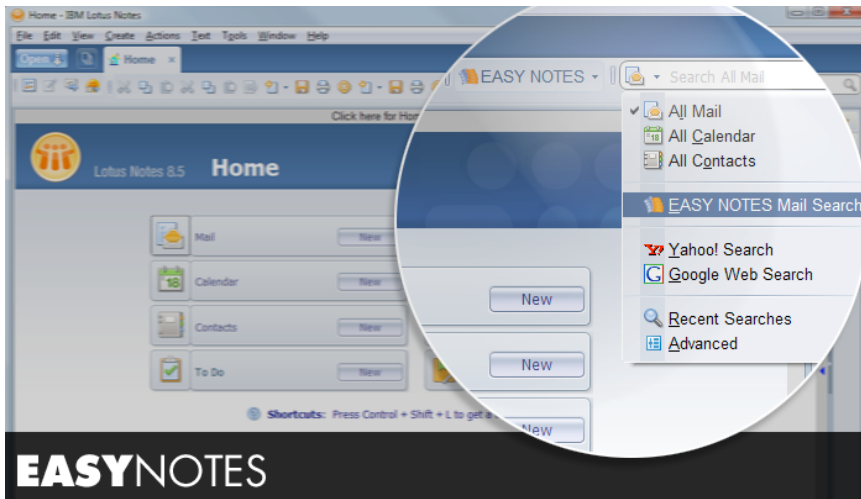 Home - IBM Lotus Notes
File Edit View Create Actions Text Tools Window Help
Open
Home
EASY NOTES
Search All Mail
Click here for Hom
All Mail
All Calendar
All Contacts
EASY NOTES Mail Search
Yahoo! Search
Google Web Search
Recent Searches
Advanced
Lotus Notes 8.5
Home
Mail
New
Calendar
New
New
Contacts
New
New
To Do
New
New
Shortcuts: Press Control + Shift + L to get a
EASYNOTES